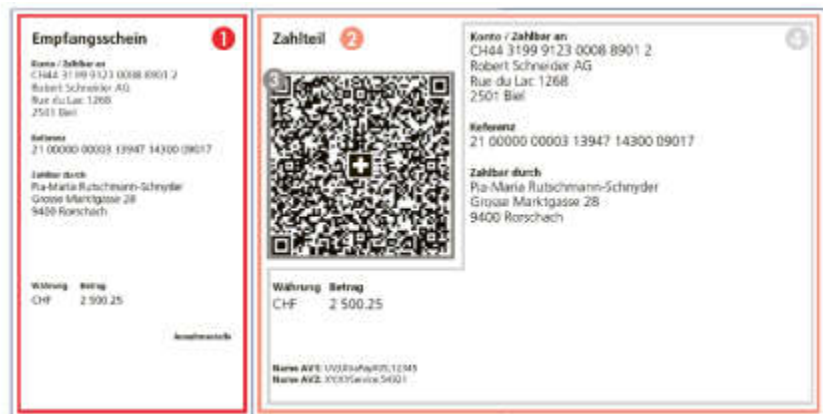 Empfangsschein
1
Konto / Zahlbar an
CH44 3199 9123 0008 8901 2
Robert Schneider AG
Rue du Lac 1268
2501 Biel
Referenz
21 00000 00003 13947 14300 09017
Zahlbar durch
Pia-Maria Rutschmann-Schnyder
Grosse Marktgasse 28
9400 Rorschach
Währung Betrag
CHF 2 500.25
Annahmestelle
Zahlteil
2
3
Währung Betrag
CHF 2 500.25
Name AV1:
Name AV2:
4
Konto / Zahlbar an
CH44 3199 9123 0008 8901 2
Robert Schneider AG
Rue du Lac 1268
2501 Biel
Referenz
21 00000 00003 13947 14300 09017
Zahlbar durch
Pia-Maria Rutschmann-Schnyder
Grosse Marktgasse 28
9400 Rorschach